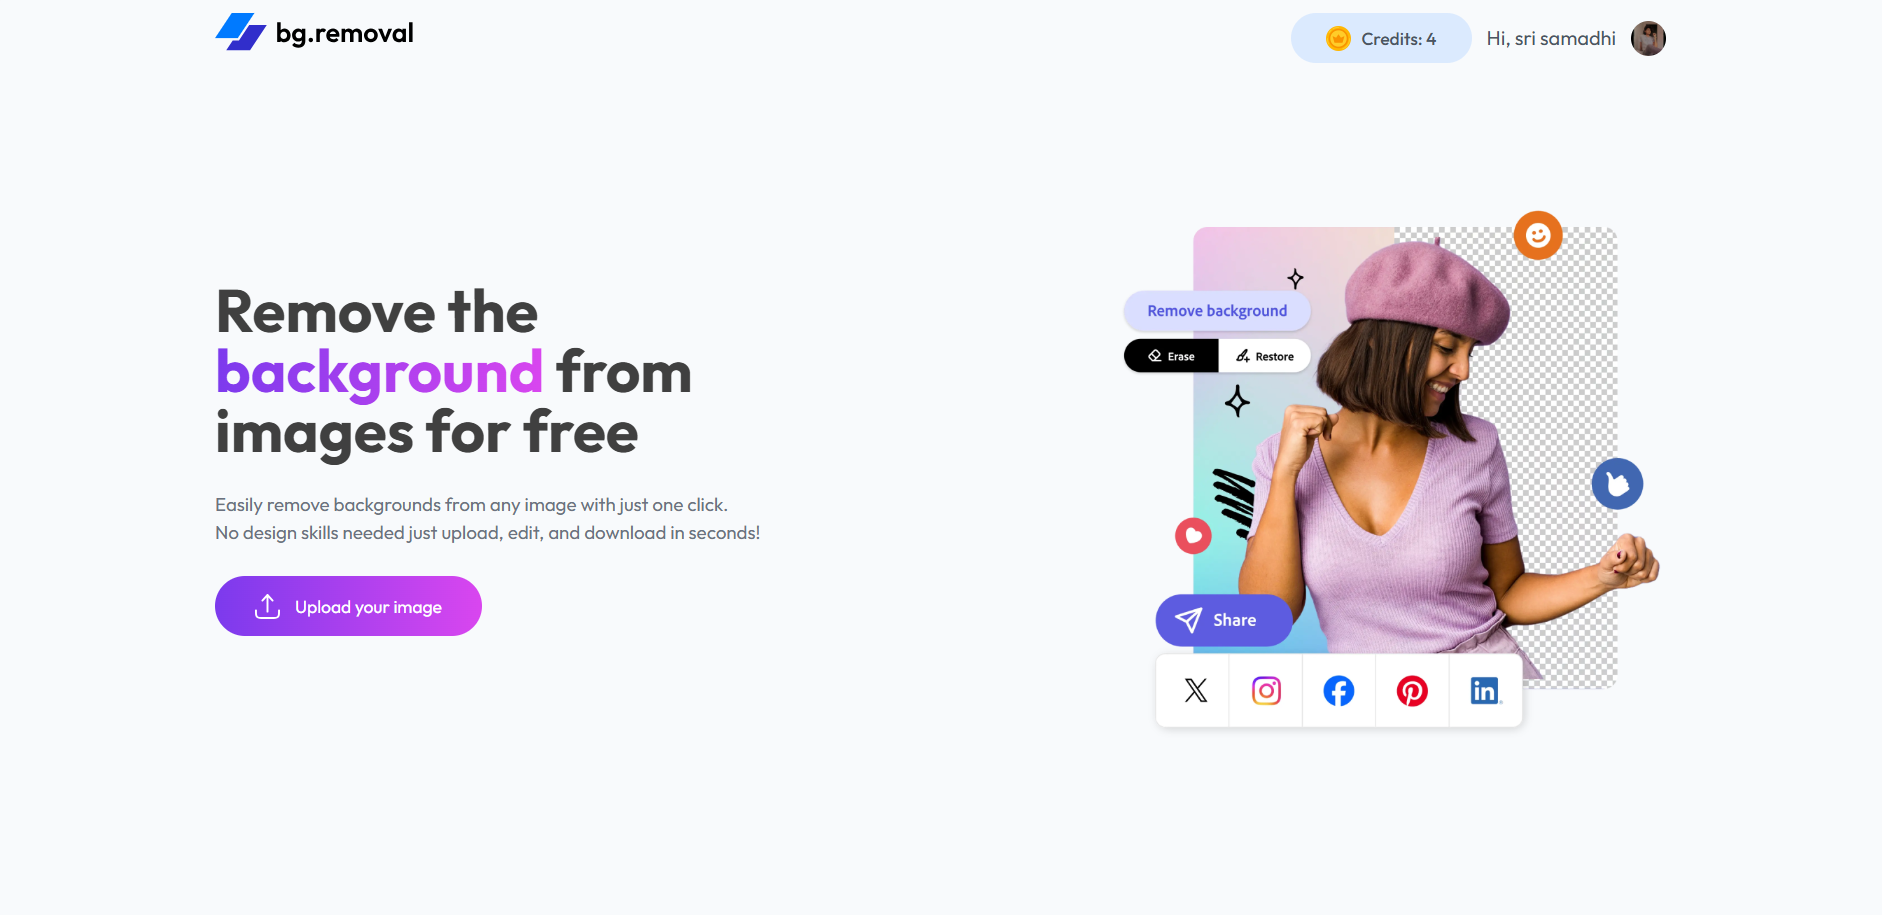 bg.removal
Credits: 4
Hi, sri samadhi
Remove the
background from
images for free
Easily remove backgrounds from any image with just one click.
No design skills needed just upload, edit, and download in seconds!
Upload your image
Remove background
Erase
Restore
Share